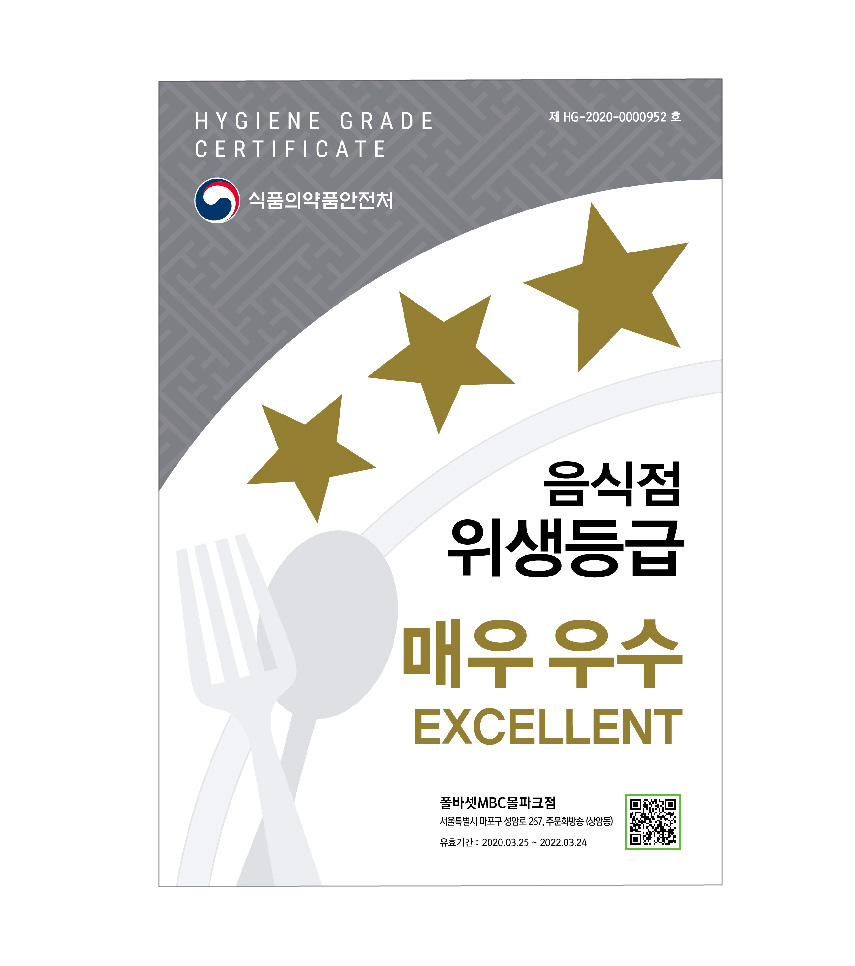 HYGIENE GRADE
CERTIFICATE
제 HG-2020-0000952 호
식품의약품안전처
음식점
위생등급
매우 우수
EXCELLENT
폴바셋MBC몰파크점
서울특별시 마포구 성암로 267, 주문화방송 (상암동)
유효기간 : 2020.03.25 ~ 2022.03.24